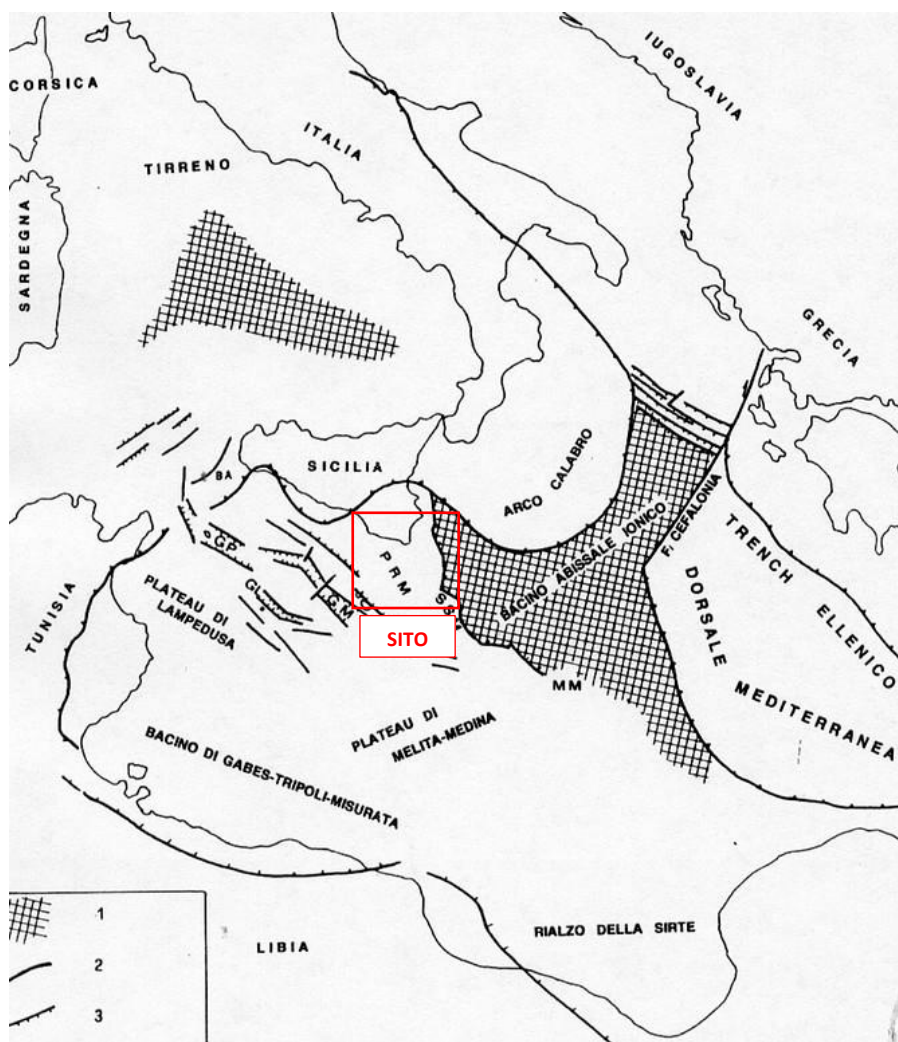 IUGOSLAVIA
CORSICA
ITALIA
TIRRENO
SARDEGNA
GRECIA
SICILIA
BA
ARCO CALABRO
BACINO ABISSALE IONICO
F. CEFALONIA
TRENCH
ELLENICO
DORSALE
MEDITERRANEA
GP
PRM
TUNISIA
PLATEAU DI
LAMPEDUSA
GL
G.M
SITO
MM
PLATEAU DI
MELITA-MEDINA
BACINO DI GABES-TRIPOLI-MISURATA
1
2
3
LIBIA
RIALZO DELLA SIRTE